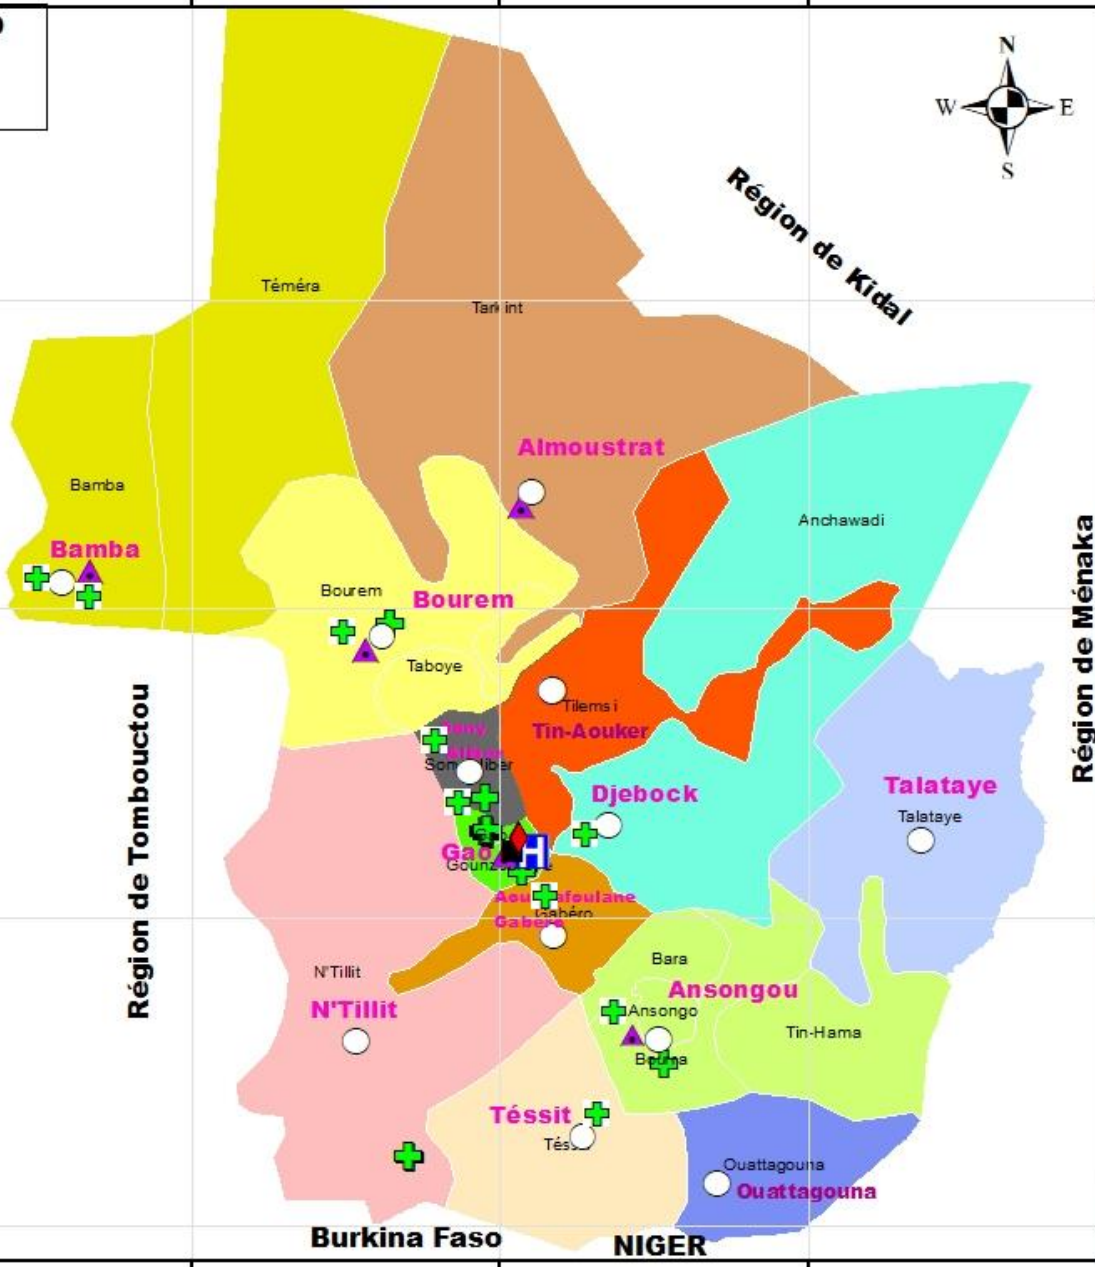 N
W E
S
Région de Kidal
Téméra
Tarkint
Almoustrat
Bamba
Anchawadi
Bamba
Bourem
Bourem
Taboye
Région de Ménaka
Région de Tombouctou
Tilemsi
Tin-Aouker
Talataye
Djebock
Talataye
Gao
H
Gabéro
Gabéro
Bara
N'Tillit
Ansongou
N'Tillit
Ansongo
Tin-Hama
Téssit
Ouattagouna
Ouattagouna
Burkina Faso
NIGER